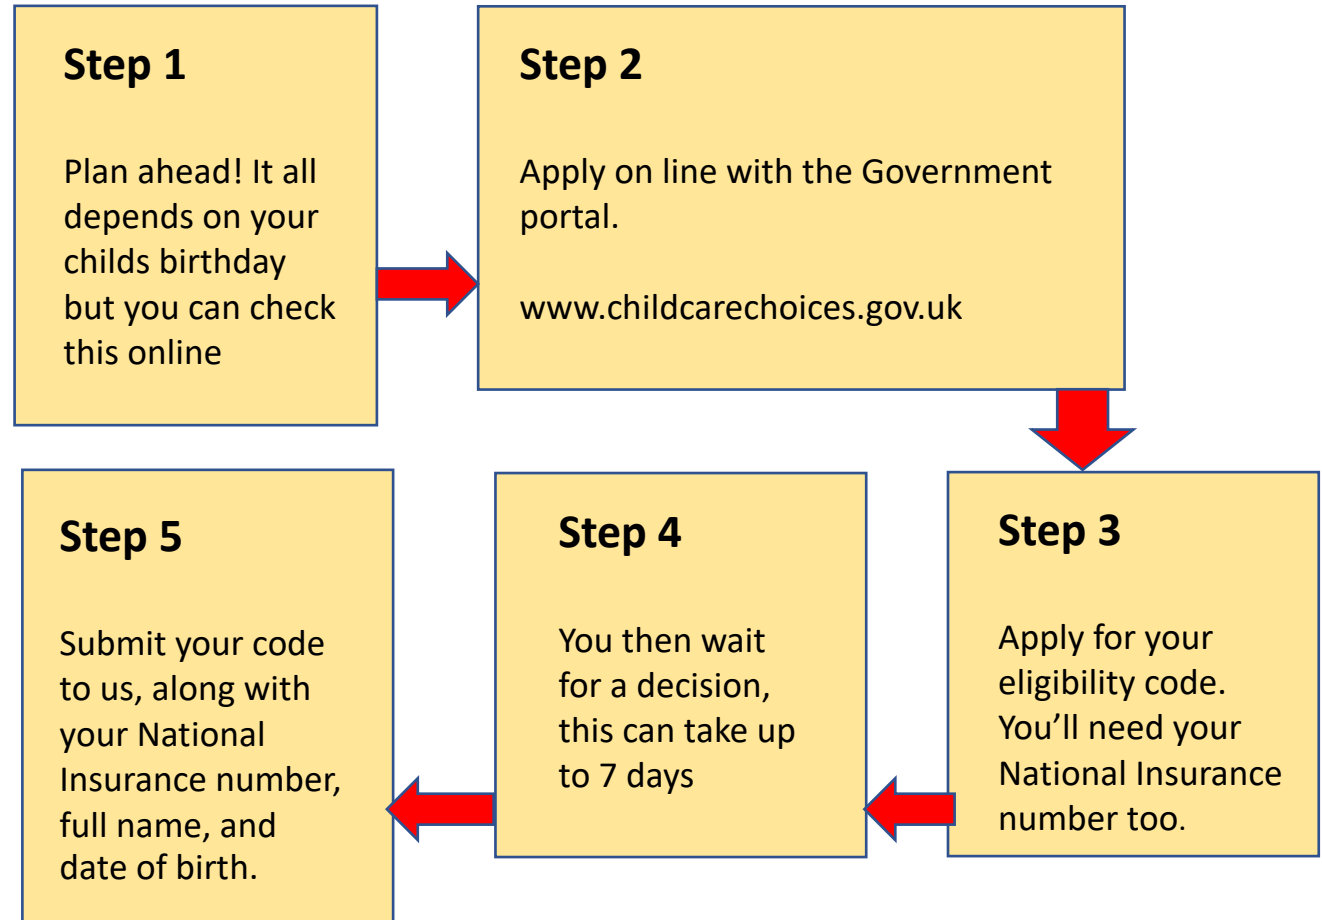 Step 1
Plan ahead! It all
depends on your
childs birthday
but you can check
this online
Step 2
Apply on line with the Government
portal.
www.childcarechoices.gov.uk
Step 3
Apply for your
eligibility code.
You’ll need your
National Insurance
number too.
Step 4
You then wait
for a decision,
this can take up
to 7 days
Step 5
Submit your code
to us, along with
your National
Insurance number,
full name, and
date of birth.